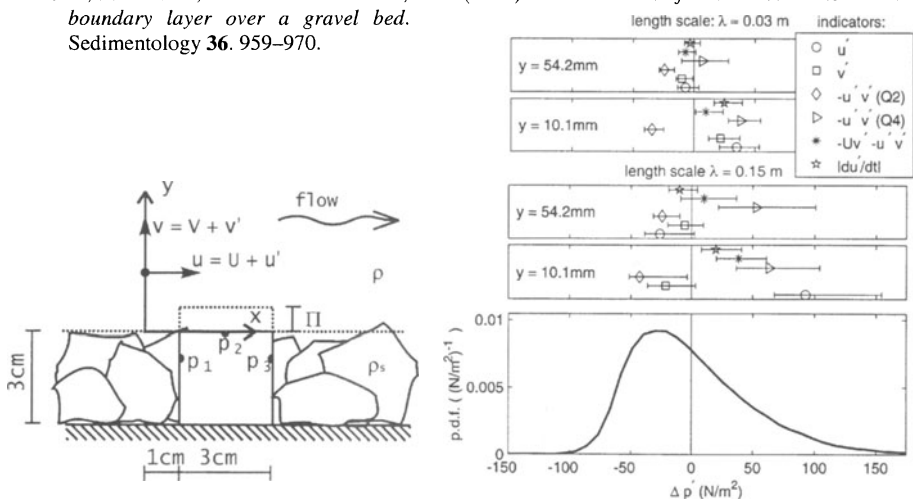 boundary layer over a gravel bed.
Sedimentology 36. 959–970.
y
flow
v = V + v'
u = U + u'
ρ
x
Π
p₁
p₂
p₃
ρₛ
3cm
1cm 3cm
length scale: λ = 0.03 m
indicators:
y = 54.2mm
y = 10.1mm
u'
v'
-u'v' (Q2)
-u'v' (Q4)
-Uv' -u'v'
|du'/dt|
length scale λ = 0.15 m
y = 54.2mm
y = 10.1mm
p.d.f. ( (N/m²)⁻¹
0.01
0.005
0
-150 -100 -50 0 50 100 150
Δ p' (N/m²)